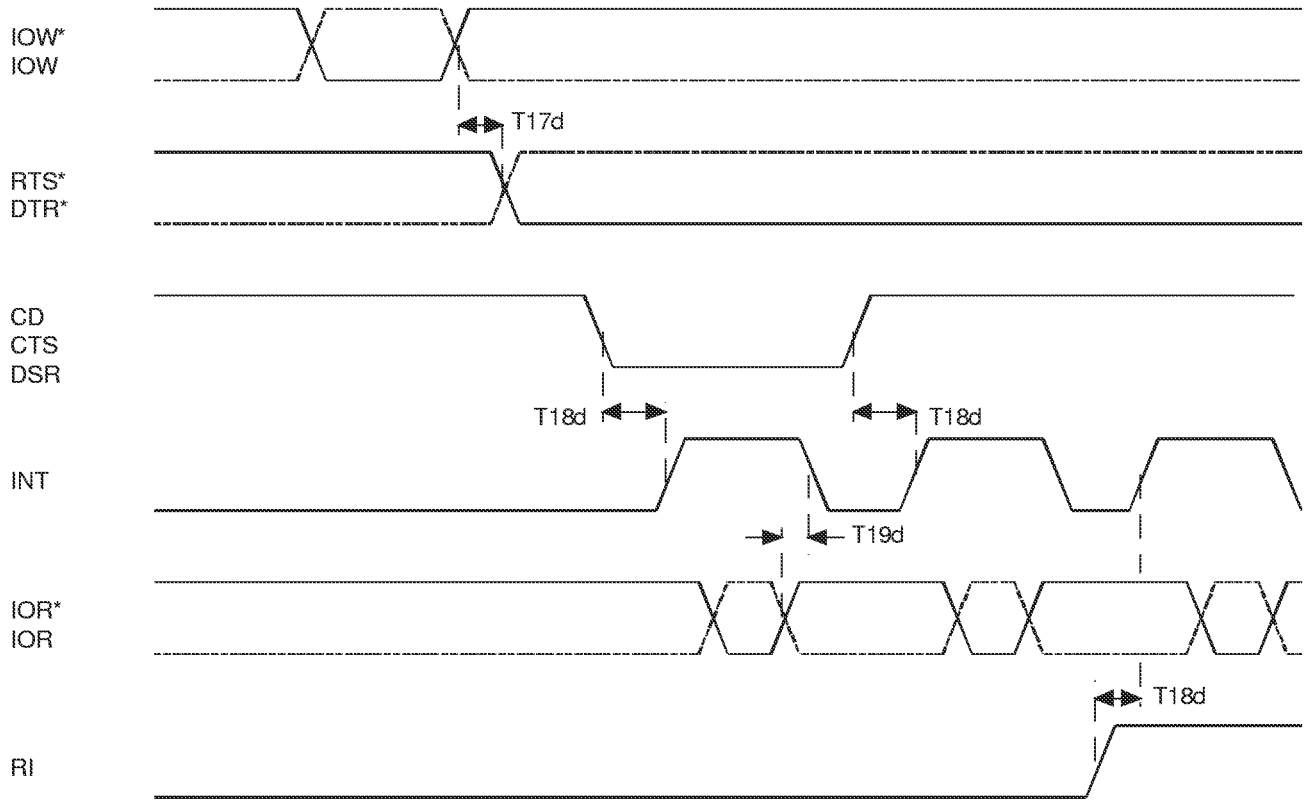 IOW*
IOW
T17d
RTS*
DTR*
CD
CTS
DSR
T18d
T18d
INT
T19d
IOR*
IOR
T18d
RI